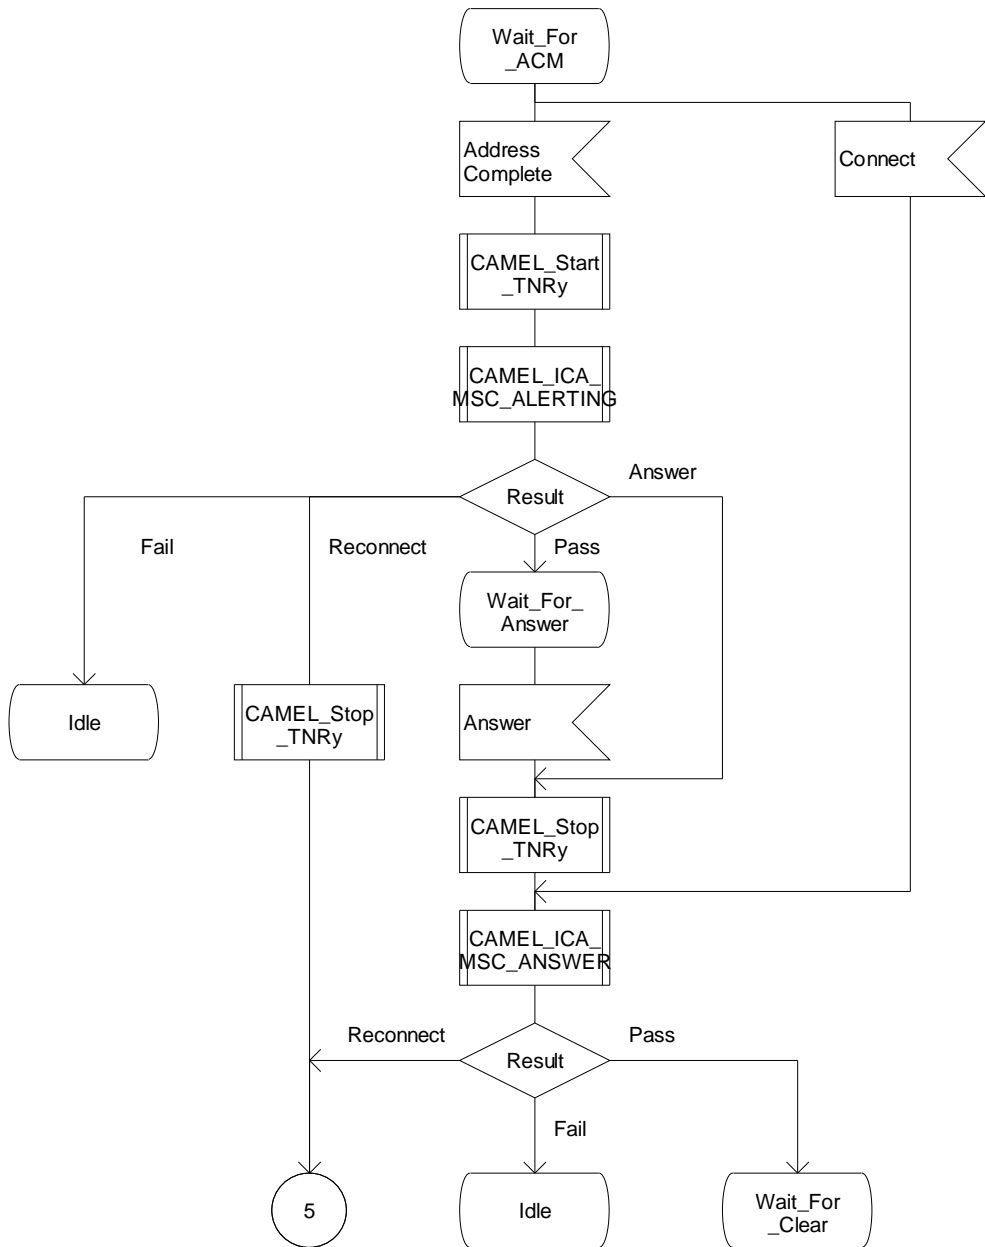 Wait_For
_ACM
Address
Complete
Connect
CAMEL_Start
_TNRy
CAMEL_ICA_
MSC_ALERTING
Answer
Result
Fail
Reconnect
Pass
Wait_For_
Answer
Idle
CAMEL_Stop
_TNRy
Answer
CAMEL_Stop
_TNRy
CAMEL_ICA_
MSC_ANSWER
Reconnect
Pass
Result
Fail
5
Idle
Wait_For
_Clear